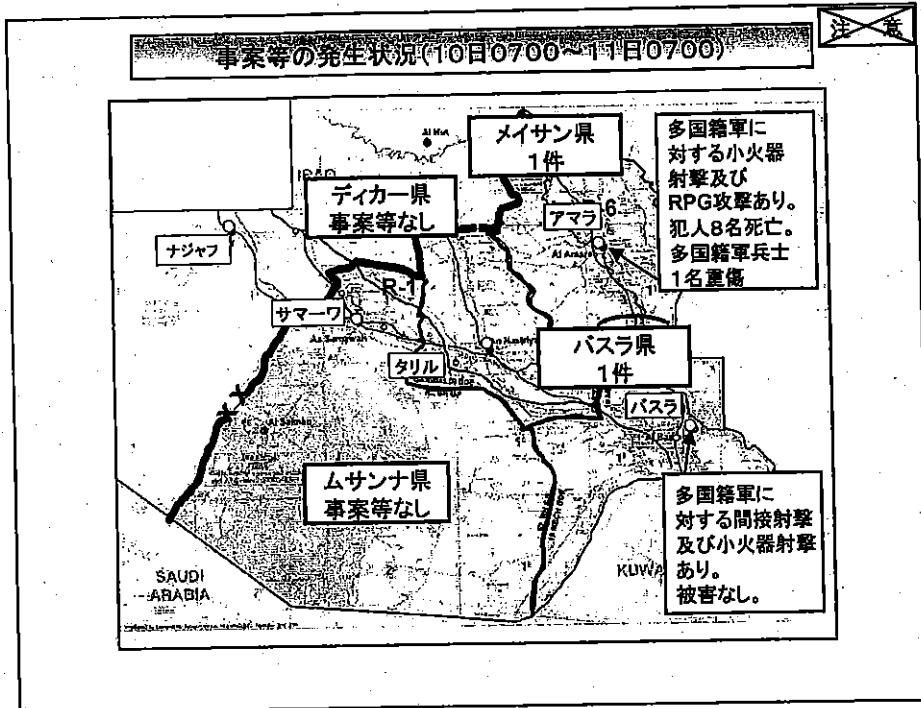 注意
事案等の発生状況(10日0700~11日0700)
メイサン県
1件
多国籍軍に
対する小火器
射撃及び
RPG攻撃あり。
犯人8名死亡。
多国籍軍兵士
1名重傷
ディカー県
事案等なし
アマラ
6
ナジャフ
R-1
サマーワ
As Samawah
タリル
バスラ県
1件
バスラ
ムサンナ県
事案等なし
多国籍軍に
対する間接射撃
及び小火器射撃
あり。
被害なし。
SAUDI
ARABIA
KUWA